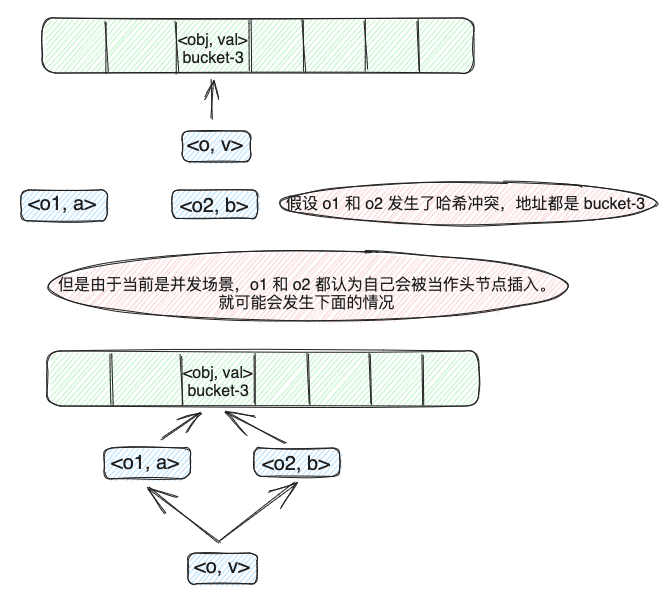 <obj, val>
bucket-3
<o, v>
<o1, a>
<o2, b>
假设 o1 和 o2 发生了哈希冲突，地址都是 bucket-3
但是由于当前是并发场景，o1 和 o2 都认为自己会被当作头节点插入。
就可能会发生下面的情况
<obj, val>
bucket-3
<o1, a>
<o2, b>
<o, v>